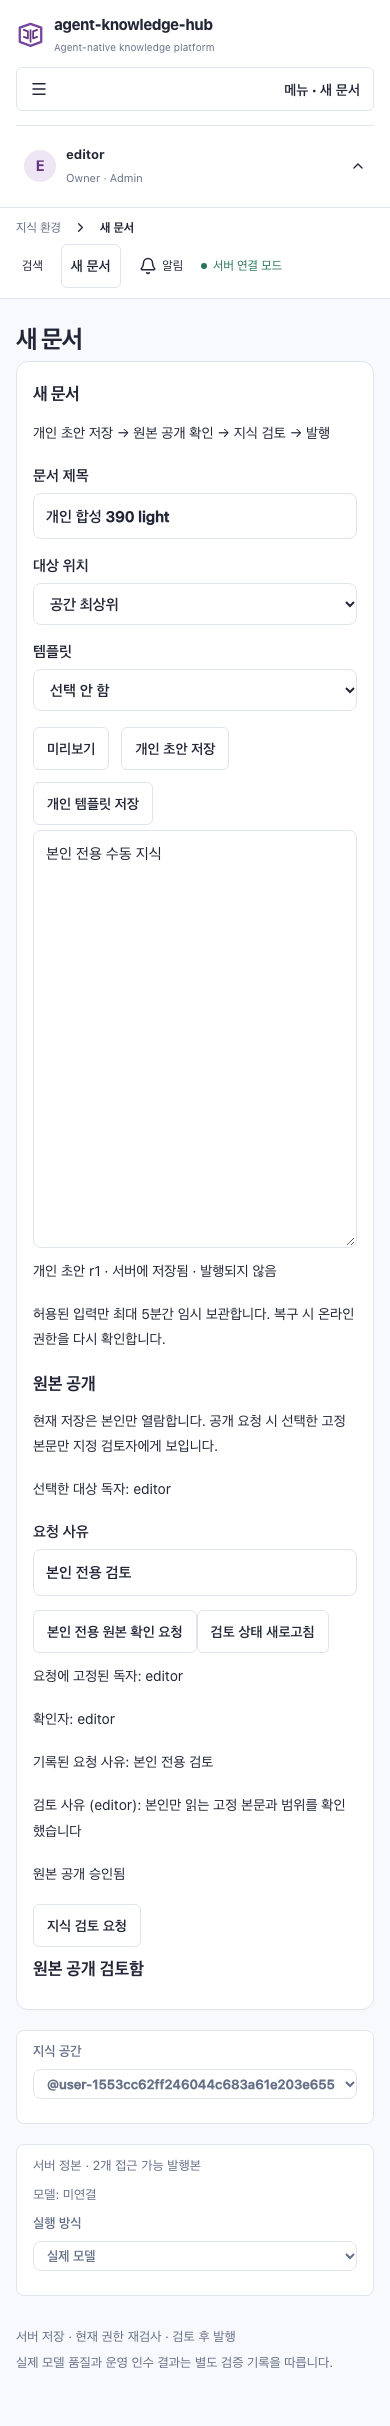 agent-knowledge-hub
Agent-native knowledge platform
메뉴 · 새 문서
E
editor
Owner · Admin
지식 환경
새 문서
검색
새 문서
알림
서버 연결 모드
새 문서
새 문서
개인 초안 저장 → 원본 공개 확인 → 지식 검토 → 발행
문서 제목
개인 합성 390 light
대상 위치
공간 최상위
템플릿
선택 안 함
미리보기
개인 초안 저장
개인 템플릿 저장
본인 전용 수동 지식
개인 초안 r1 · 서버에 저장됨 · 발행되지 않음
허용된 입력만 최대 5분간 임시 보관합니다. 복구 시 온라인
권한을 다시 확인합니다.
원본 공개
현재 저장은 본인만 열람합니다. 공개 요청 시 선택한 고정
본문만 지정 검토자에게 보입니다.
선택한 대상 독자: editor
요청 사유
본인 전용 검토
본인 전용 원본 확인 요청
검토 상태 새로고침
요청에 고정된 독자: editor
확인자: editor
기록된 요청 사유: 본인 전용 검토
검토 사유 (editor): 본인만 읽는 고정 본문과 범위를 확인
했습니다
원본 공개 승인됨
지식 검토 요청
원본 공개 검토함
지식 공간
@user-1553cc62ff246044c683a61e203e655
서버 정본 · 2개 접근 가능 발행본
모델: 미연결
실행 방식
실제 모델
서버 저장 · 현재 권한 재검사 · 검토 후 발행
실제 모델 품질과 운영 인수 결과는 별도 검증 기록을 따릅니다.